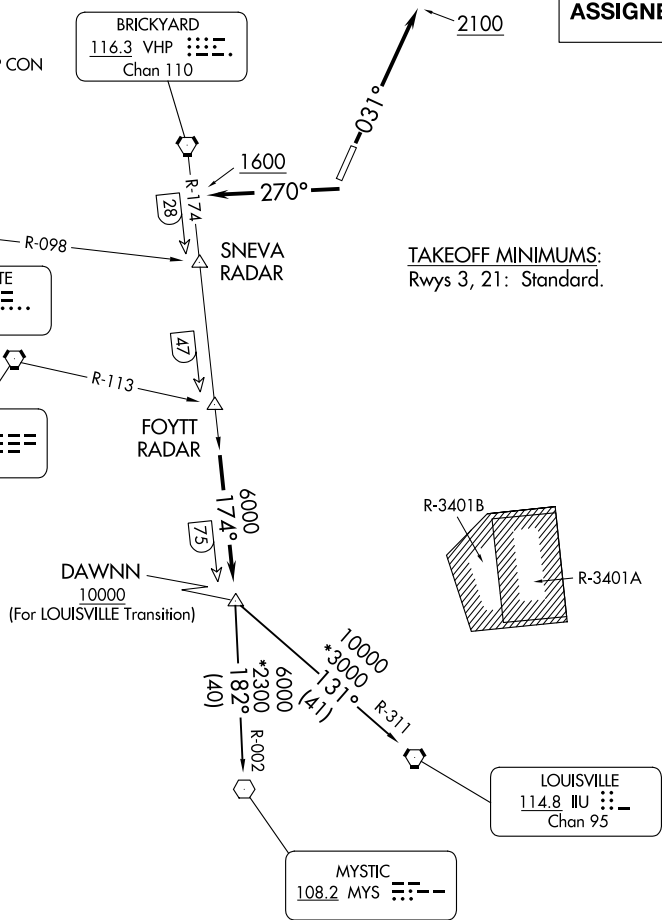 BRICKYARD
116.3 VHP
Chan 110
ASSIGNE
CON
2100
031°
1600
270°
R-174
28
R-098
SNEVA
RADAR
TAKEOFF MINIMUMS:
Rwys 3, 21: Standard.
TE
47
R-113
FOYTT
RADAR
6000
174°
75
R-3401B
R-3401A
DAWNN
10000
(For LOUISVILLE Transition)
10000
*3000
131°
(41)
R-311
6000
*2300
182°
(40)
R-002
LOUISVILLE
114.8 IIU
Chan 95
MYSTIC
108.2 MYS